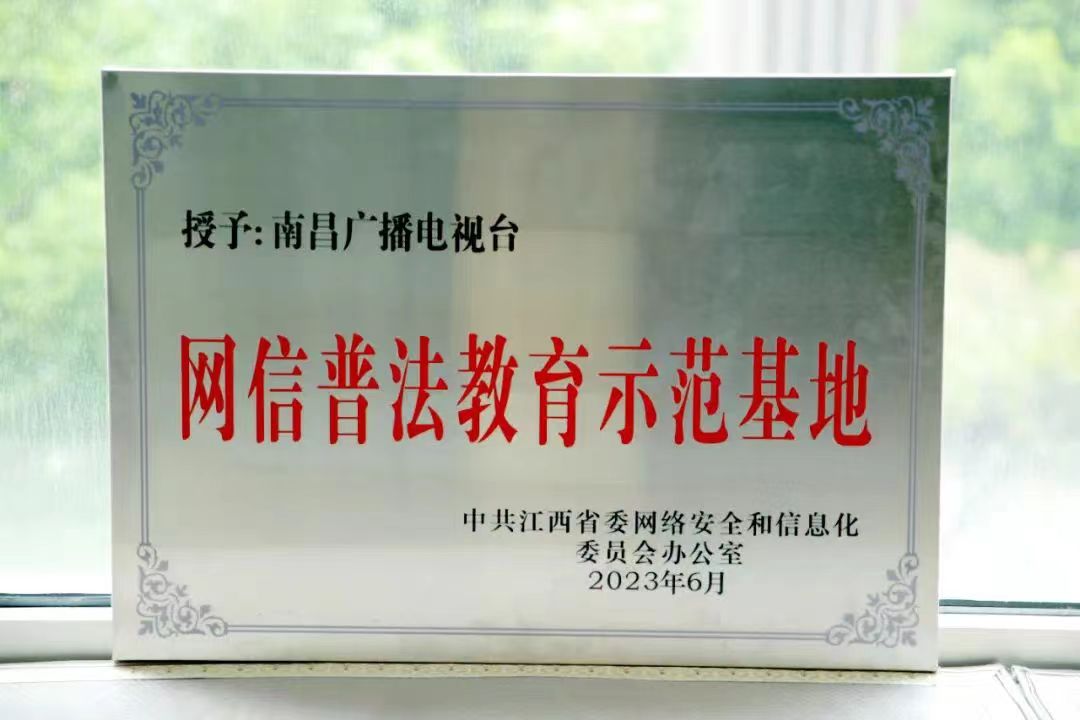 授予:南昌广播电视台
网信普法教育示范基地
中共江西省委网络安全和信息化
委员会办公室
2023年6月